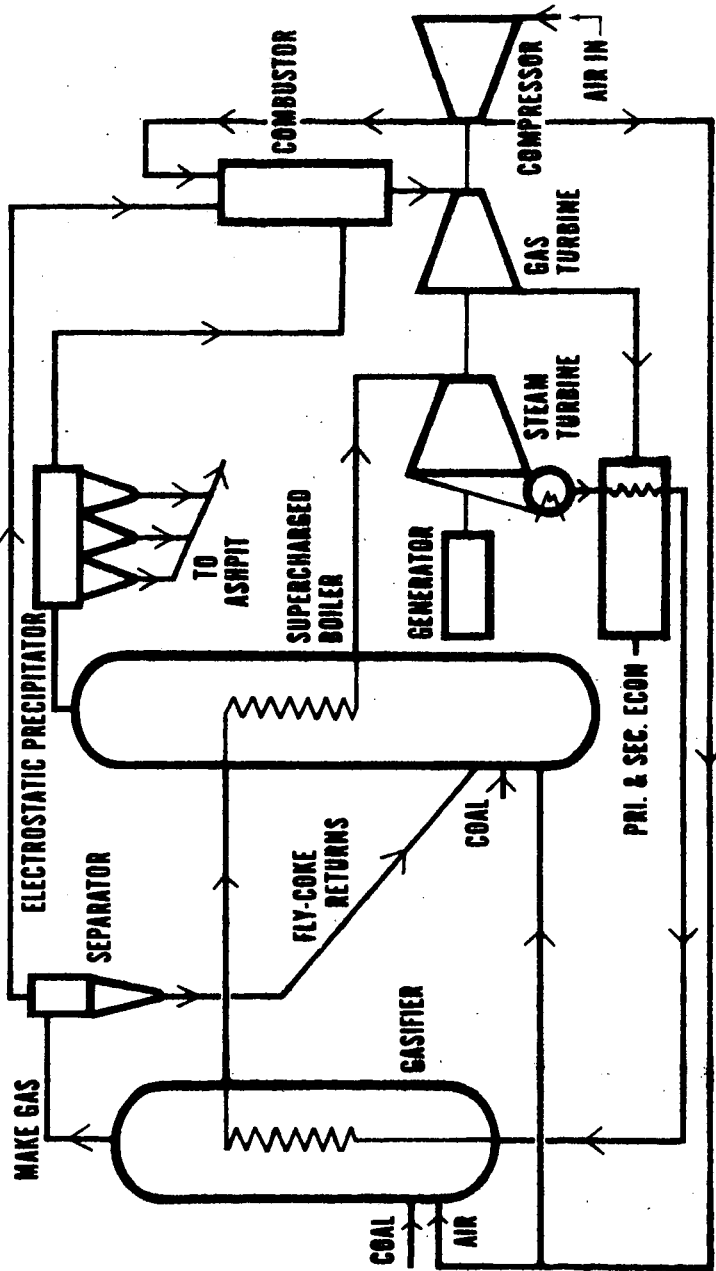 MAKE GAS
SEPARATOR
ELECTROSTATIC PRECIPITATOR
TO
ASHPIT
COMBUSTOR
FLY-COKE
RETURNS
SUPERCHARGED
BOILER
COAL
AIR
GASIFIER
COAL
GENERATOR
STEAM
TURBINE
GAS
TURBINE
COMPRESSOR
AIR IN
PRI. & SEC. ECON